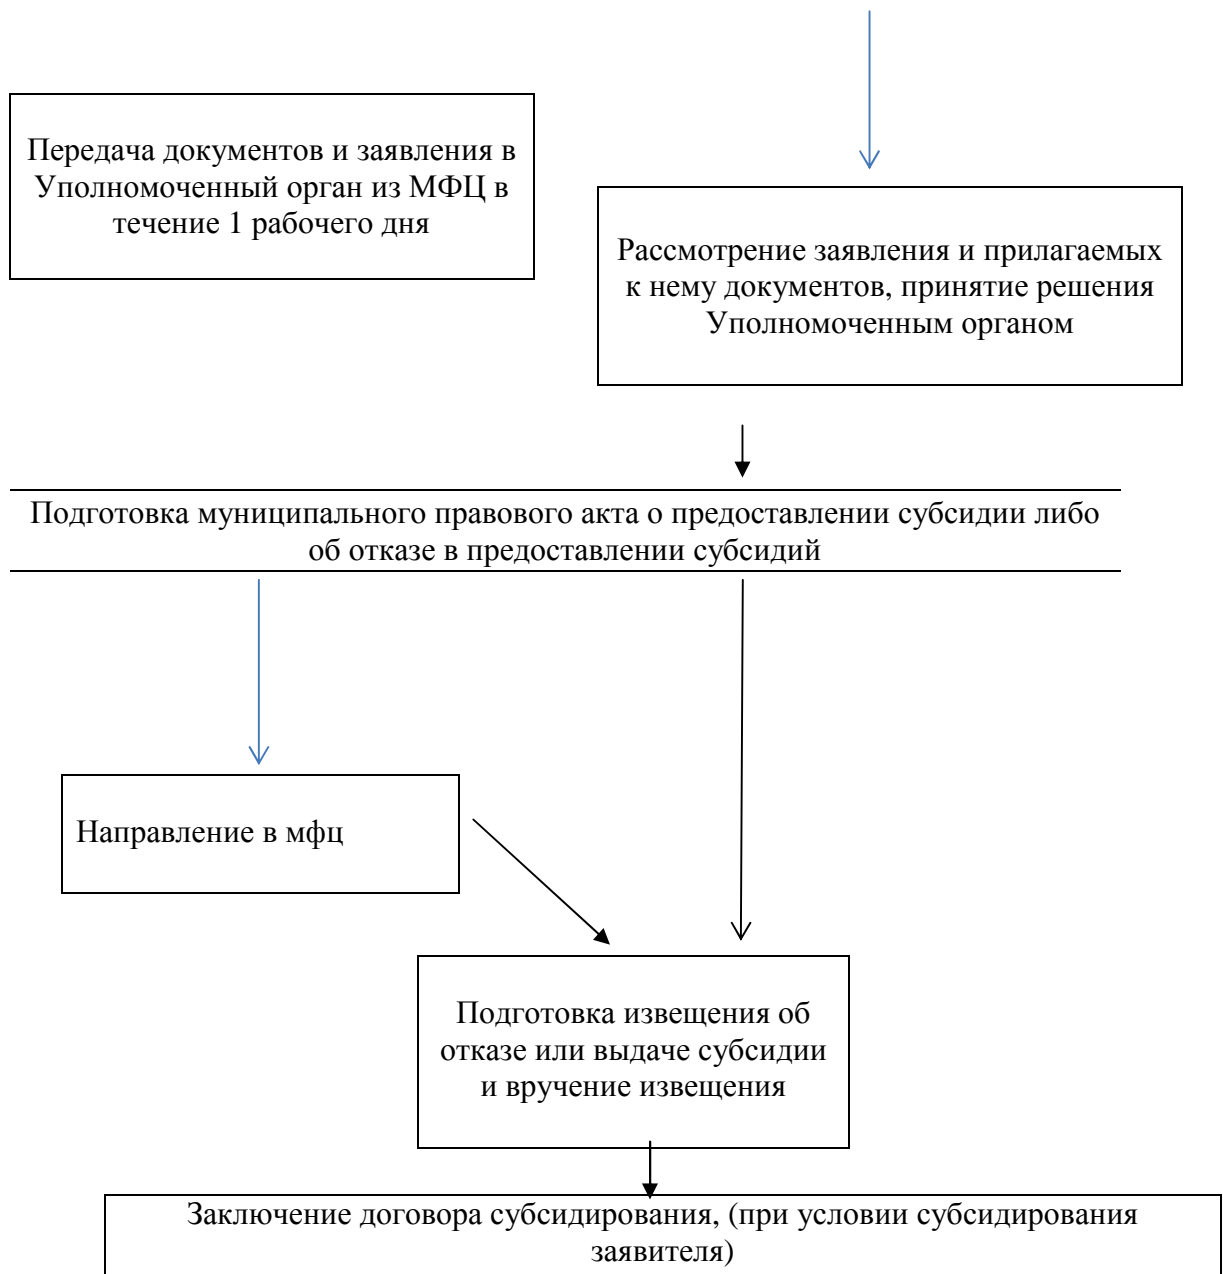 Передача документов и заявления в
Уполномоченный орган из МФЦ в
течение 1 рабочего дня
Рассмотрение заявления и прилагаемых
к нему документов, принятие решения
Уполномоченным органом
Подготовка муниципального правового акта о предоставлении субсидии либо
об отказе в предоставлении субсидий
Направление в мфц
Подготовка извещения об
отказе или выдаче субсидии
и вручение извещения
Заключение договора субсидирования, (при условии субсидирования
заявителя)